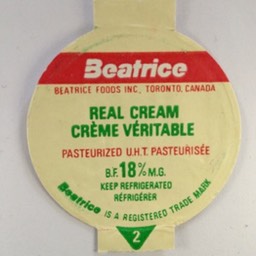 Beatrice
BEATRICE FOODS INC., TORONTO, CANADA
REAL CREAM
CRÈME VÉRITABLE
PASTEURIZED U.H.T. PASTEURISÉE
B.F. 18% M.G.
KEEP REFRIGERATED
RÉFRIGÉRER
Beatrice IS A REGISTERED TRADE MARK
2